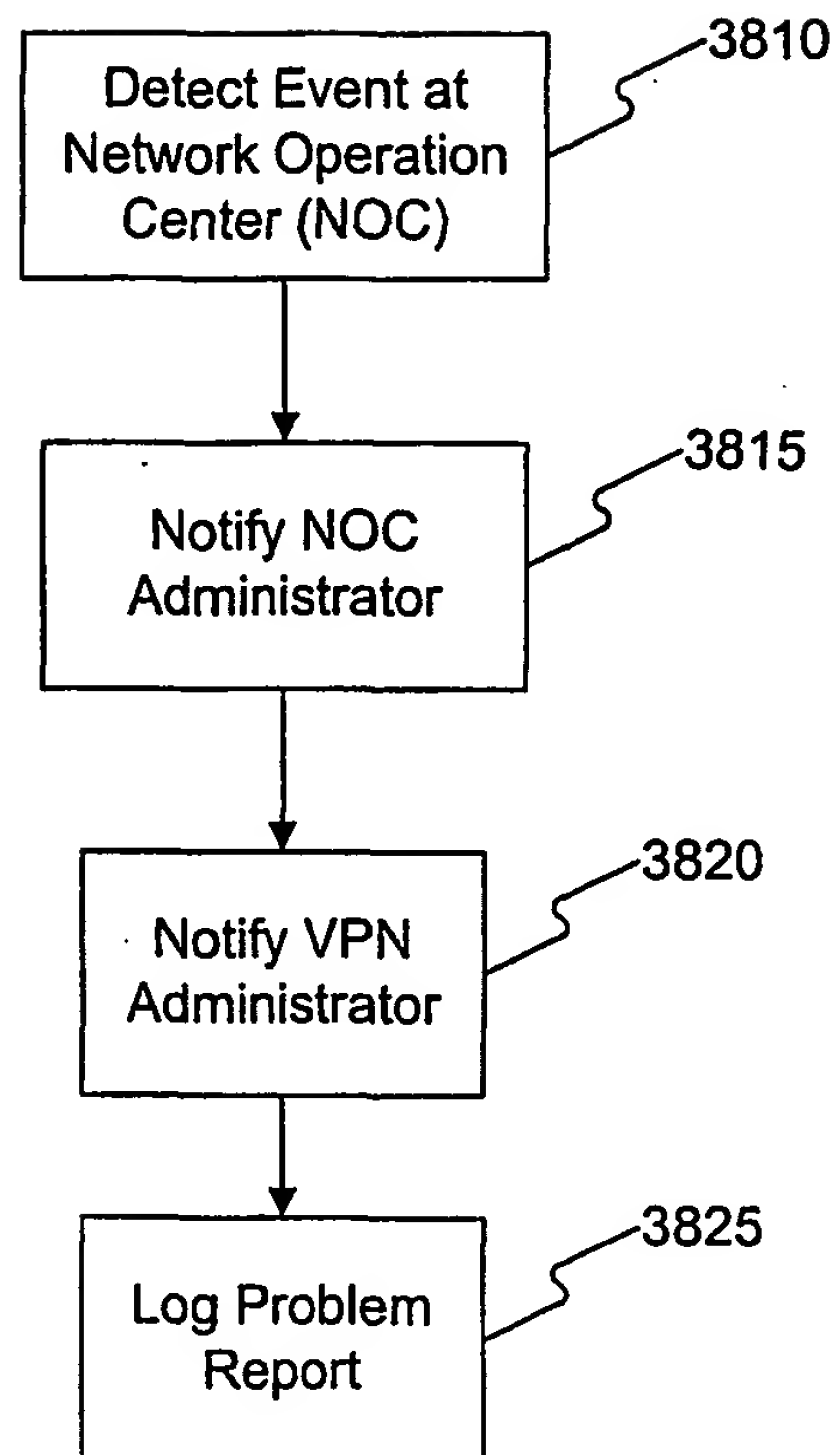 3810
Detect Event at
Network Operation
Center (NOC)
3815
Notify NOC
Administrator
3820
Notify VPN
Administrator
3825
Log Problem
Report